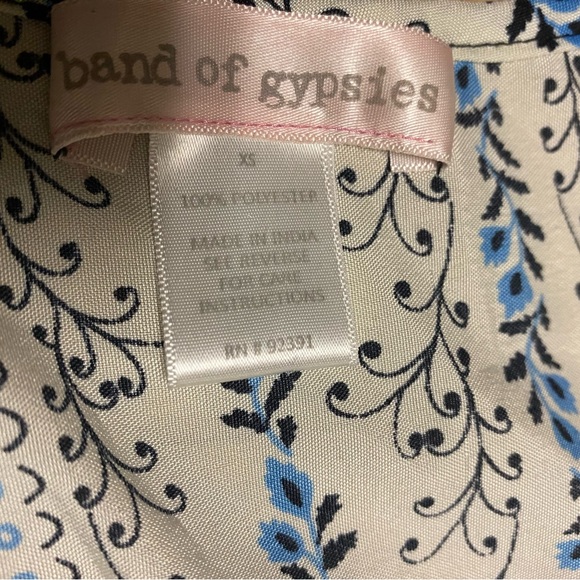 band of gypsies
XS
100% POLYESTER
MADE IN INDIA
SEE REVERSE
FOR CARE
INSTRUCTIONS
RN # 92391